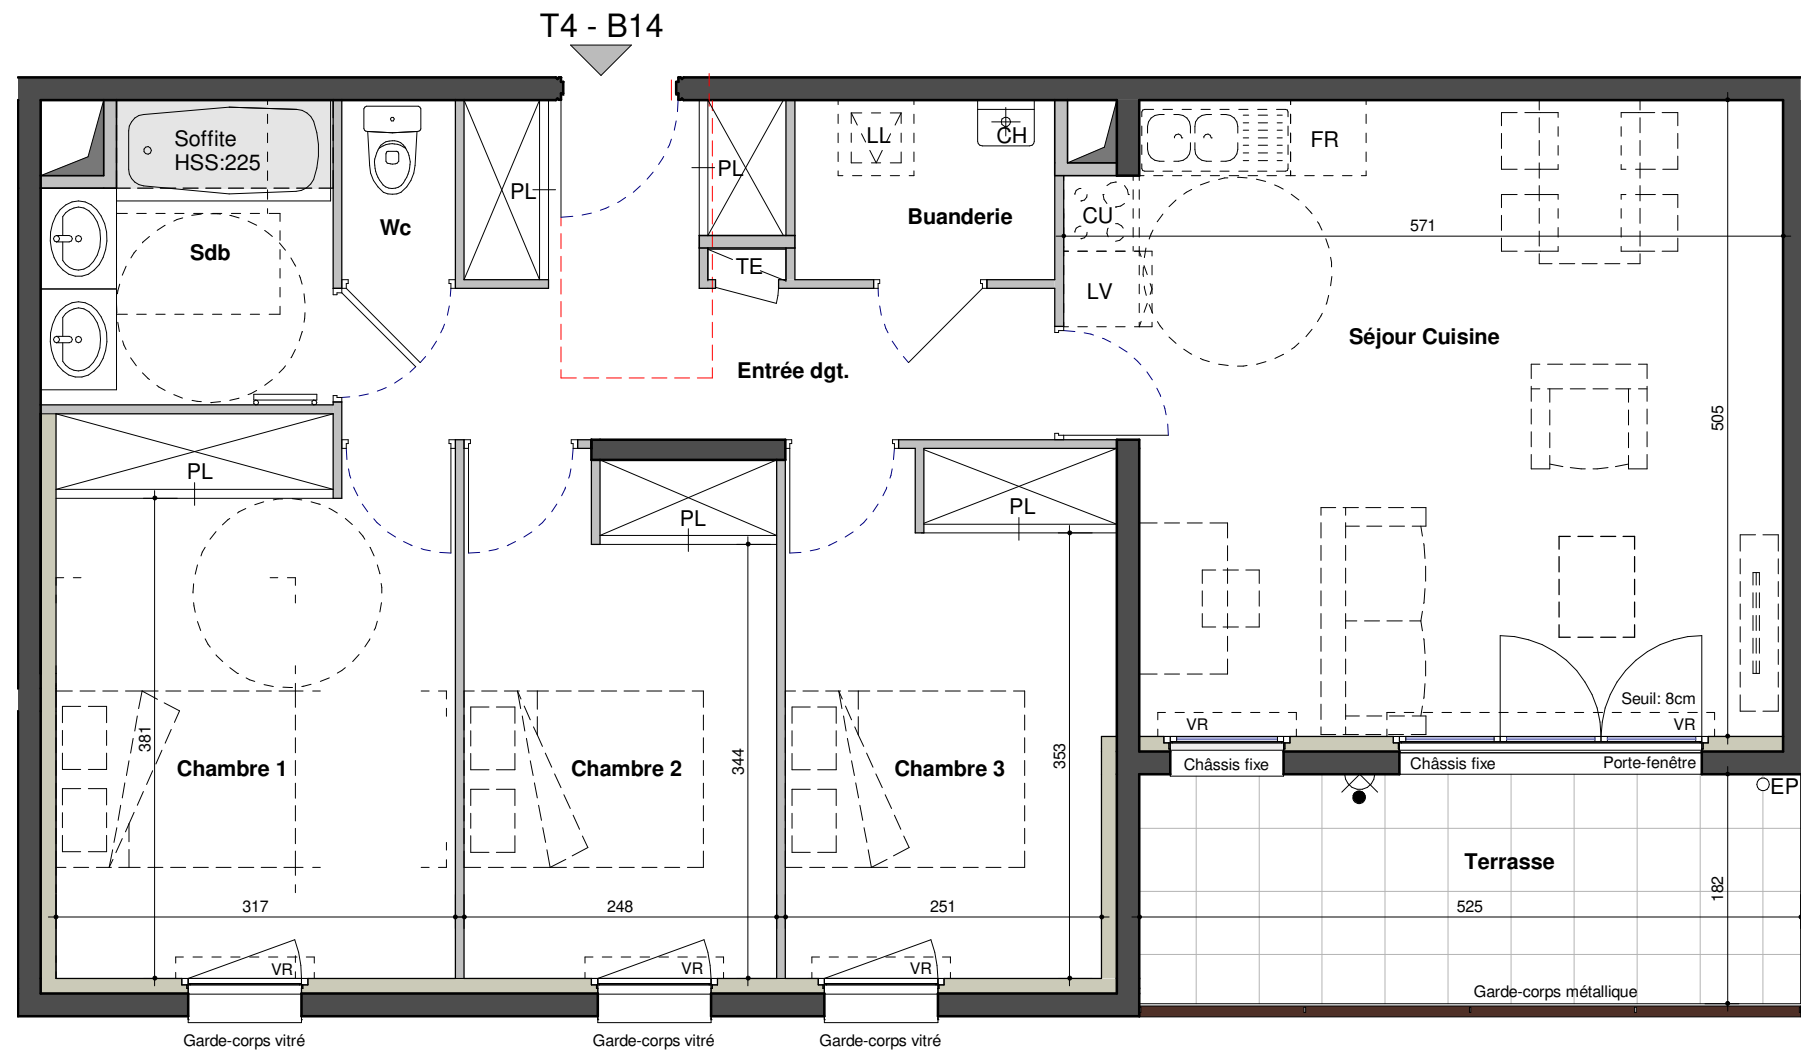 T4 - B14
Soffite
HSS:225
Sdb
Wc
PL
PL
TE
LL
CH
Buanderie
FR
CU
LV
571
Séjour Cuisine
505
Entrée dgt.
PL
PL
PL
381
344
353
Chambre 1
Chambre 2
Chambre 3
317
248
251
VR
VR
VR
Garde-corps vitré
Garde-corps vitré
Garde-corps vitré
Seuil: 8cm
VR
VR
Châssis fixe
Châssis fixe
Porte-fenêtre
EP
Terrasse
182
525
Garde-corps métallique